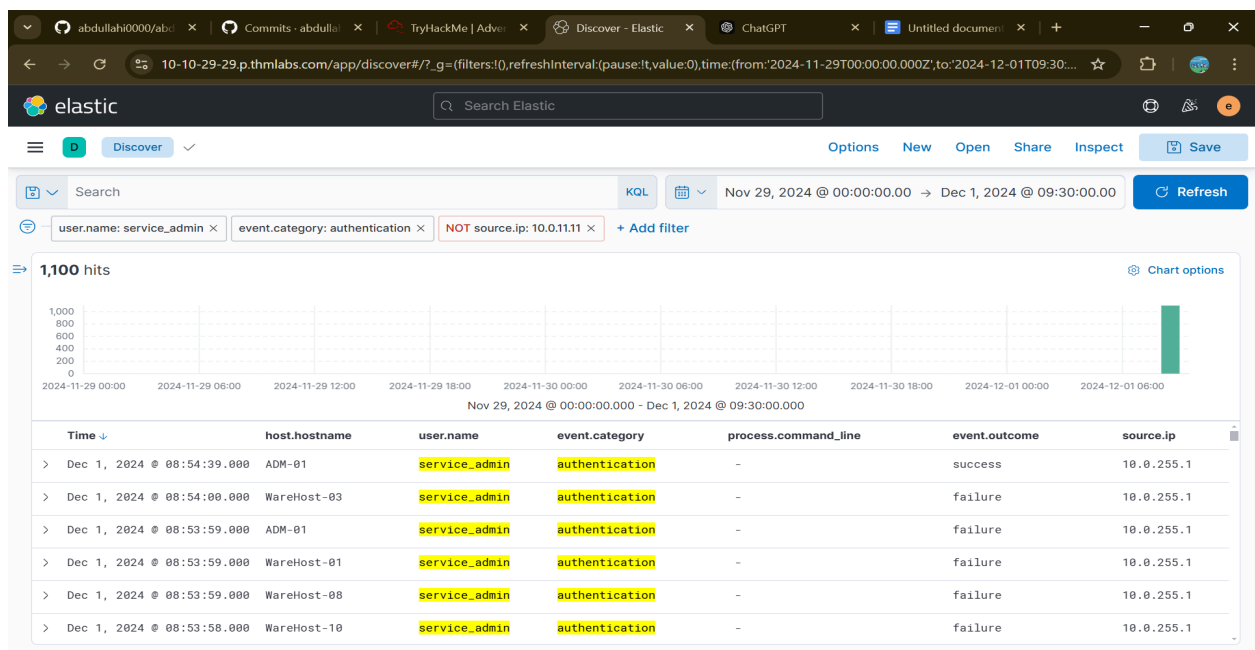 abdullahi0000/abd
Commits · abdullal
TryHackMe | Adve
Discover - Elastic
ChatGPT
Untitled document
10-10-29-29.p.thmlabs.com/app/discover#/?_g=(filters:!(),refreshInterval:(pause:!t,value:0),time:(from:'2024-11-29T00:00:00.000Z',to:'2024-12-01T09:30:...
elastic
Search Elastic
e
D
Discover
Options New Open Share Inspect Save
Search
KQL
Nov 29, 2024 @ 00:00:00.00 → Dec 1, 2024 @ 09:30:00.00
Refresh
user.name: service_admin ×
event.category: authentication ×
NOT source.ip: 10.0.11.11 ×
+ Add filter
1,100 hits
Chart options
1,000
800
600
400
200
0
2024-11-29 00:00 2024-11-29 06:00 2024-11-29 12:00 2024-11-29 18:00 2024-11-30 00:00 2024-11-30 06:00 2024-11-30 12:00 2024-11-30 18:00 2024-12-01 00:00 2024-12-01 06:00
Nov 29, 2024 @ 00:00:00.000 - Dec 1, 2024 @ 09:30:00.000
Time ↓ host.hostname user.name event.category process.command_line event.outcome source.ip
Dec 1, 2024 @ 08:54:39.000 ADM-01 service_admin authentication - success 10.0.255.1
Dec 1, 2024 @ 08:54:00.000 WareHost-03 service_admin authentication - failure 10.0.255.1
Dec 1, 2024 @ 08:53:59.000 ADM-01 service_admin authentication - failure 10.0.255.1
Dec 1, 2024 @ 08:53:59.000 WareHost-01 service_admin authentication - failure 10.0.255.1
Dec 1, 2024 @ 08:53:59.000 WareHost-08 service_admin authentication - failure 10.0.255.1
Dec 1, 2024 @ 08:53:58.000 WareHost-10 service_admin authentication - failure 10.0.255.1